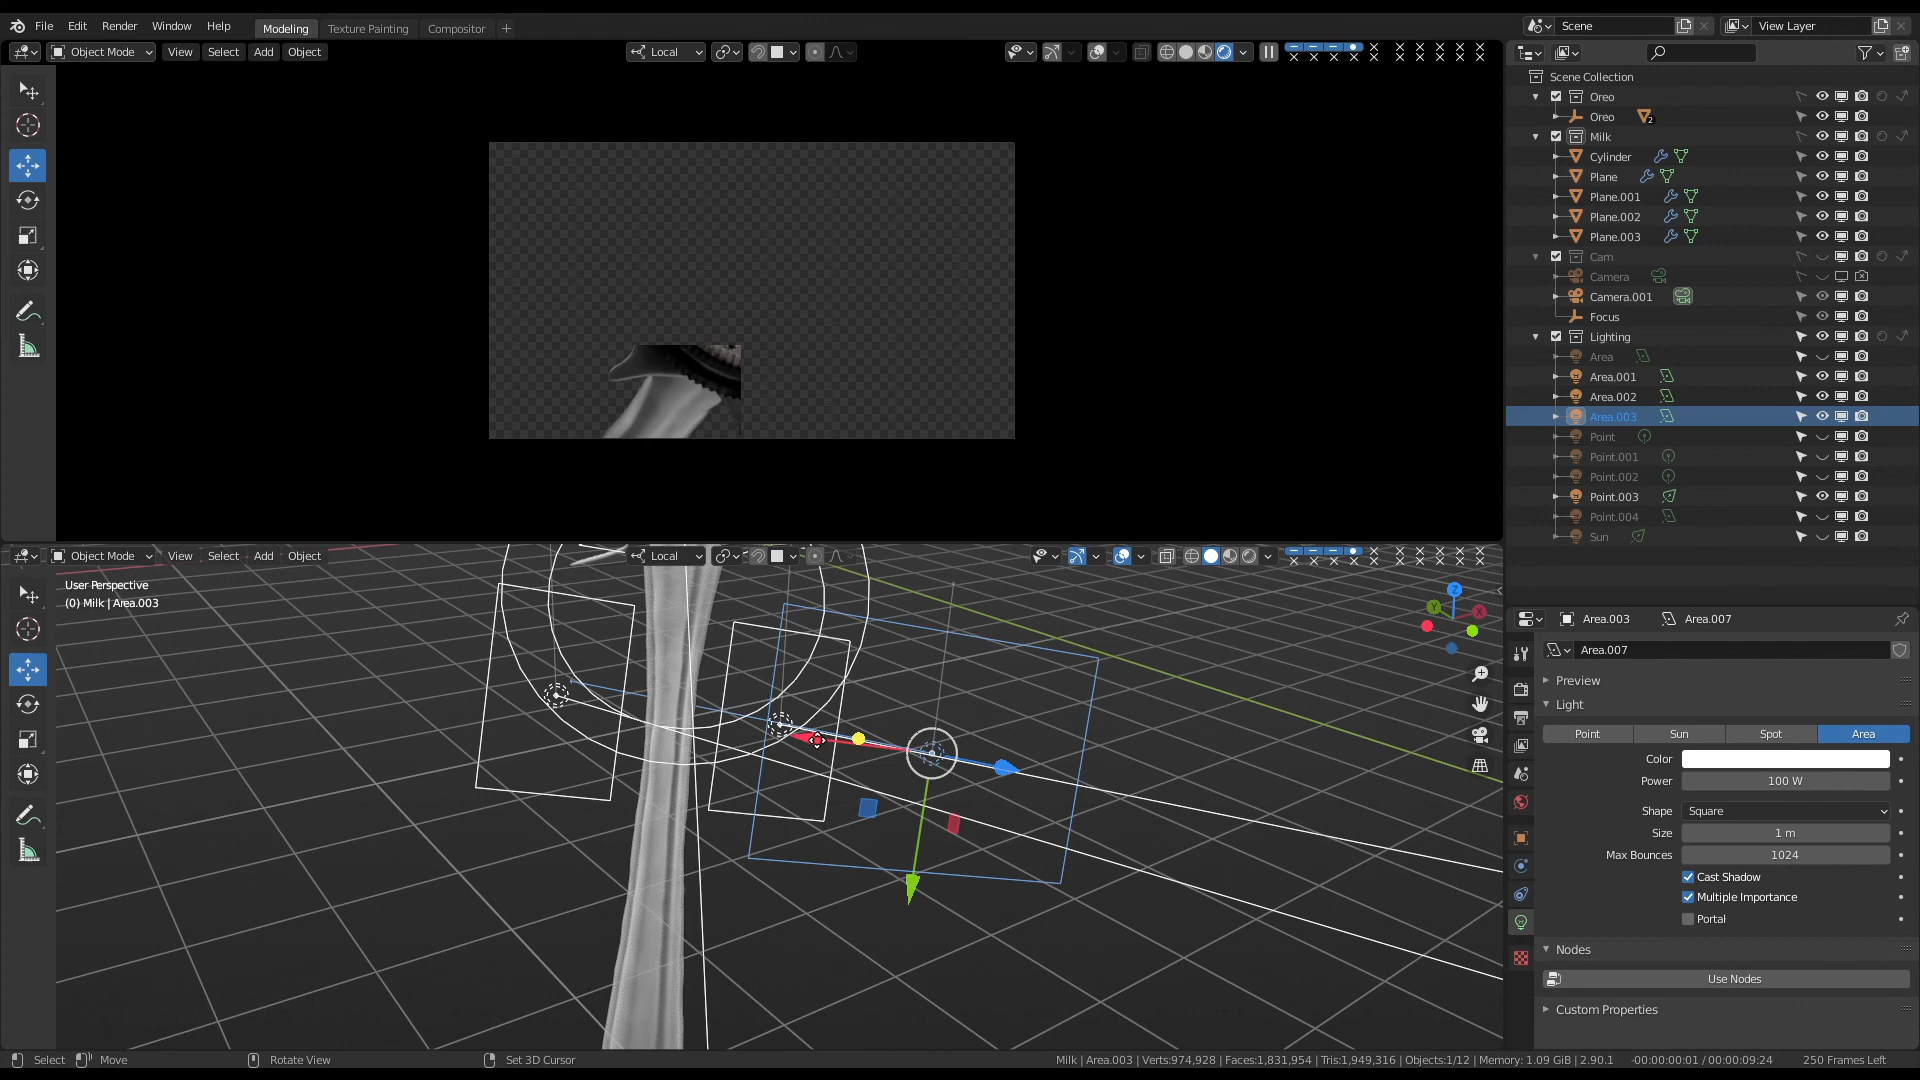 File Edit Render Window Help Modeling Texture Painting Compositor + Scene View Layer
Object Mode View Select Add Object Local
Scene Collection
Oreo
Oreo 2
Milk
Cylinder
Plane
Plane.001
Plane.002
Plane.003
Cam
Camera
Camera.001
Focus
Lighting
Area
Area.001
Area.002
Area.003
Point
Point.001
Point.002
Point.003
Point.004
Sun
Object Mode View Select Add Object Local
User Perspective
(0) Milk | Area.003
Z
Y
X
Area.003 Area.007
Area.007
Preview
Light
Point Sun Spot Area
Color
Power 100 W
Shape Square
Size 1 m
Max Bounces 1024
Cast Shadow
Multiple Importance
Portal
Nodes
Use Nodes
Custom Properties
Select Move Rotate View Set 3D Cursor Milk | Area.003 | Verts:974,928 | Faces:1,831,954 | Tris:1,949,316 | Objects:1/12 | Memory: 1.09 GiB | 2.90.1 -00:00:00:01 / 00:00:09:24 250 Frames Left